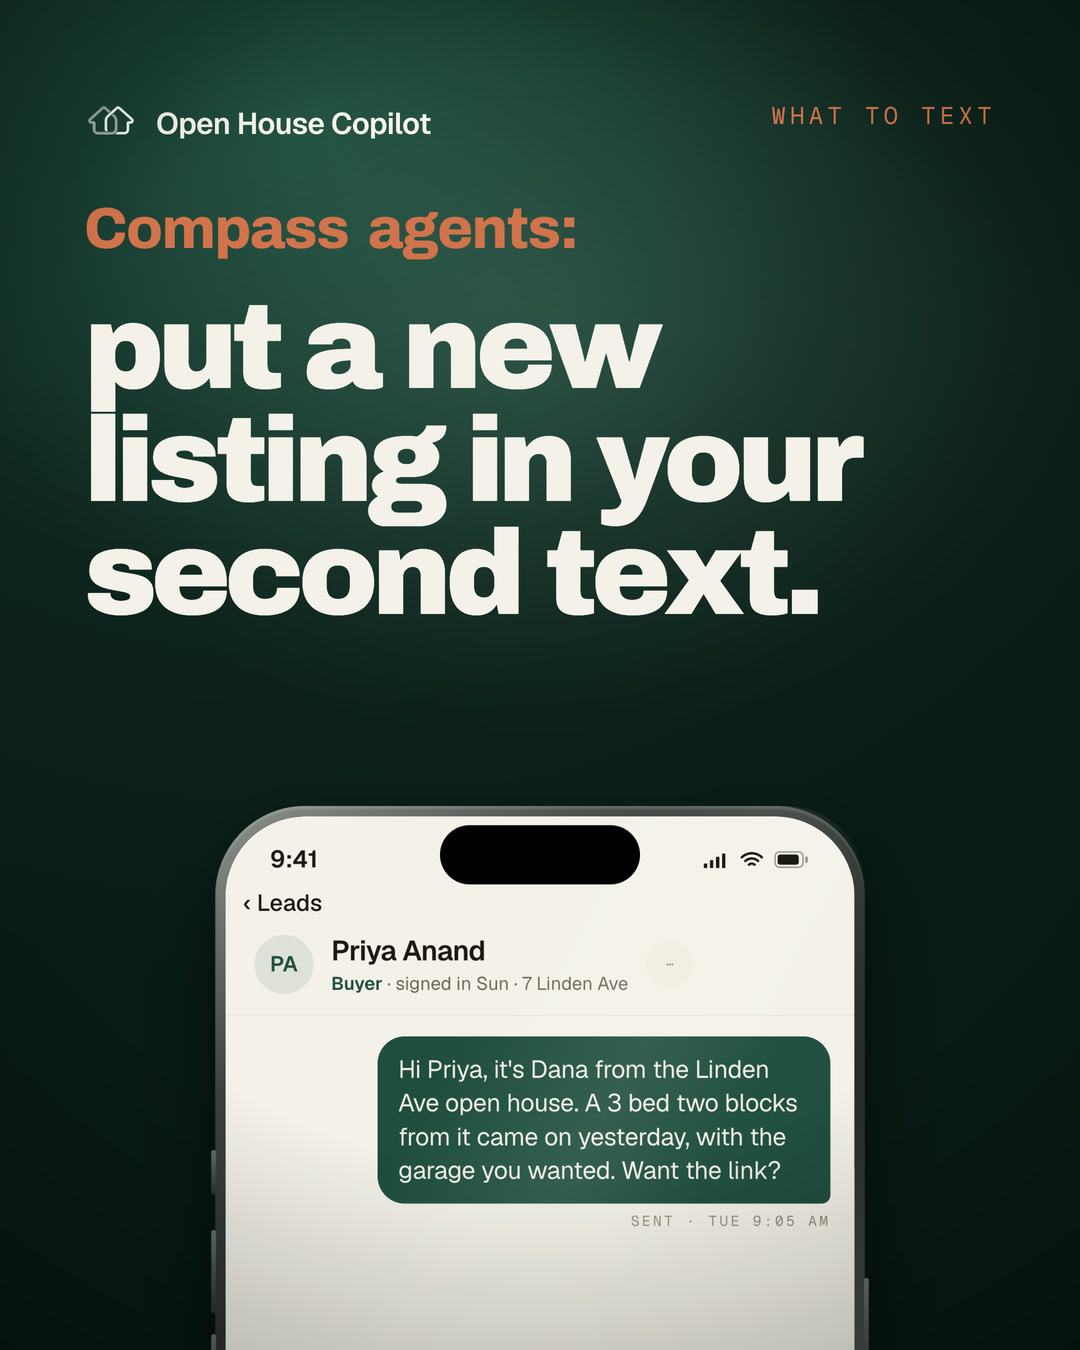 Open House Copilot
WHAT TO TEXT
Compass agents:
put a new
listing in your
second text.
9:41
‹ Leads
PA
Priya Anand
Buyer · signed in Sun · 7 Linden Ave
...
Hi Priya, it's Dana from the Linden
Ave open house. A 3 bed two blocks
from it came on yesterday, with the
garage you wanted. Want the link?
SENT · TUE 9:05 AM